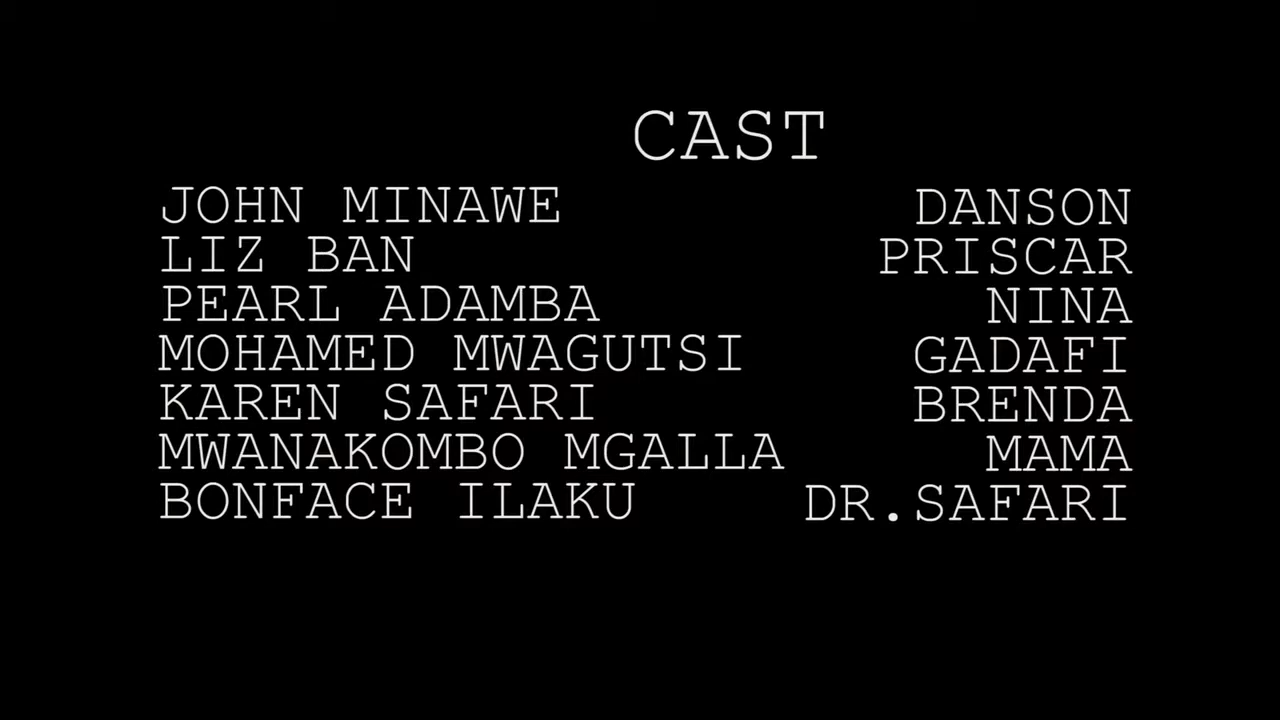 CAST
JOHN MINAWE DANSON
LIZ BAN PRISCAR
PEARL ADAMBA NINA
MOHAMED MWAGUTSI GADAFI
KAREN SAFARI BRENDA
MWANAKOMBO MGALLA MAMA
BONFACE ILAKU DR.SAFARI